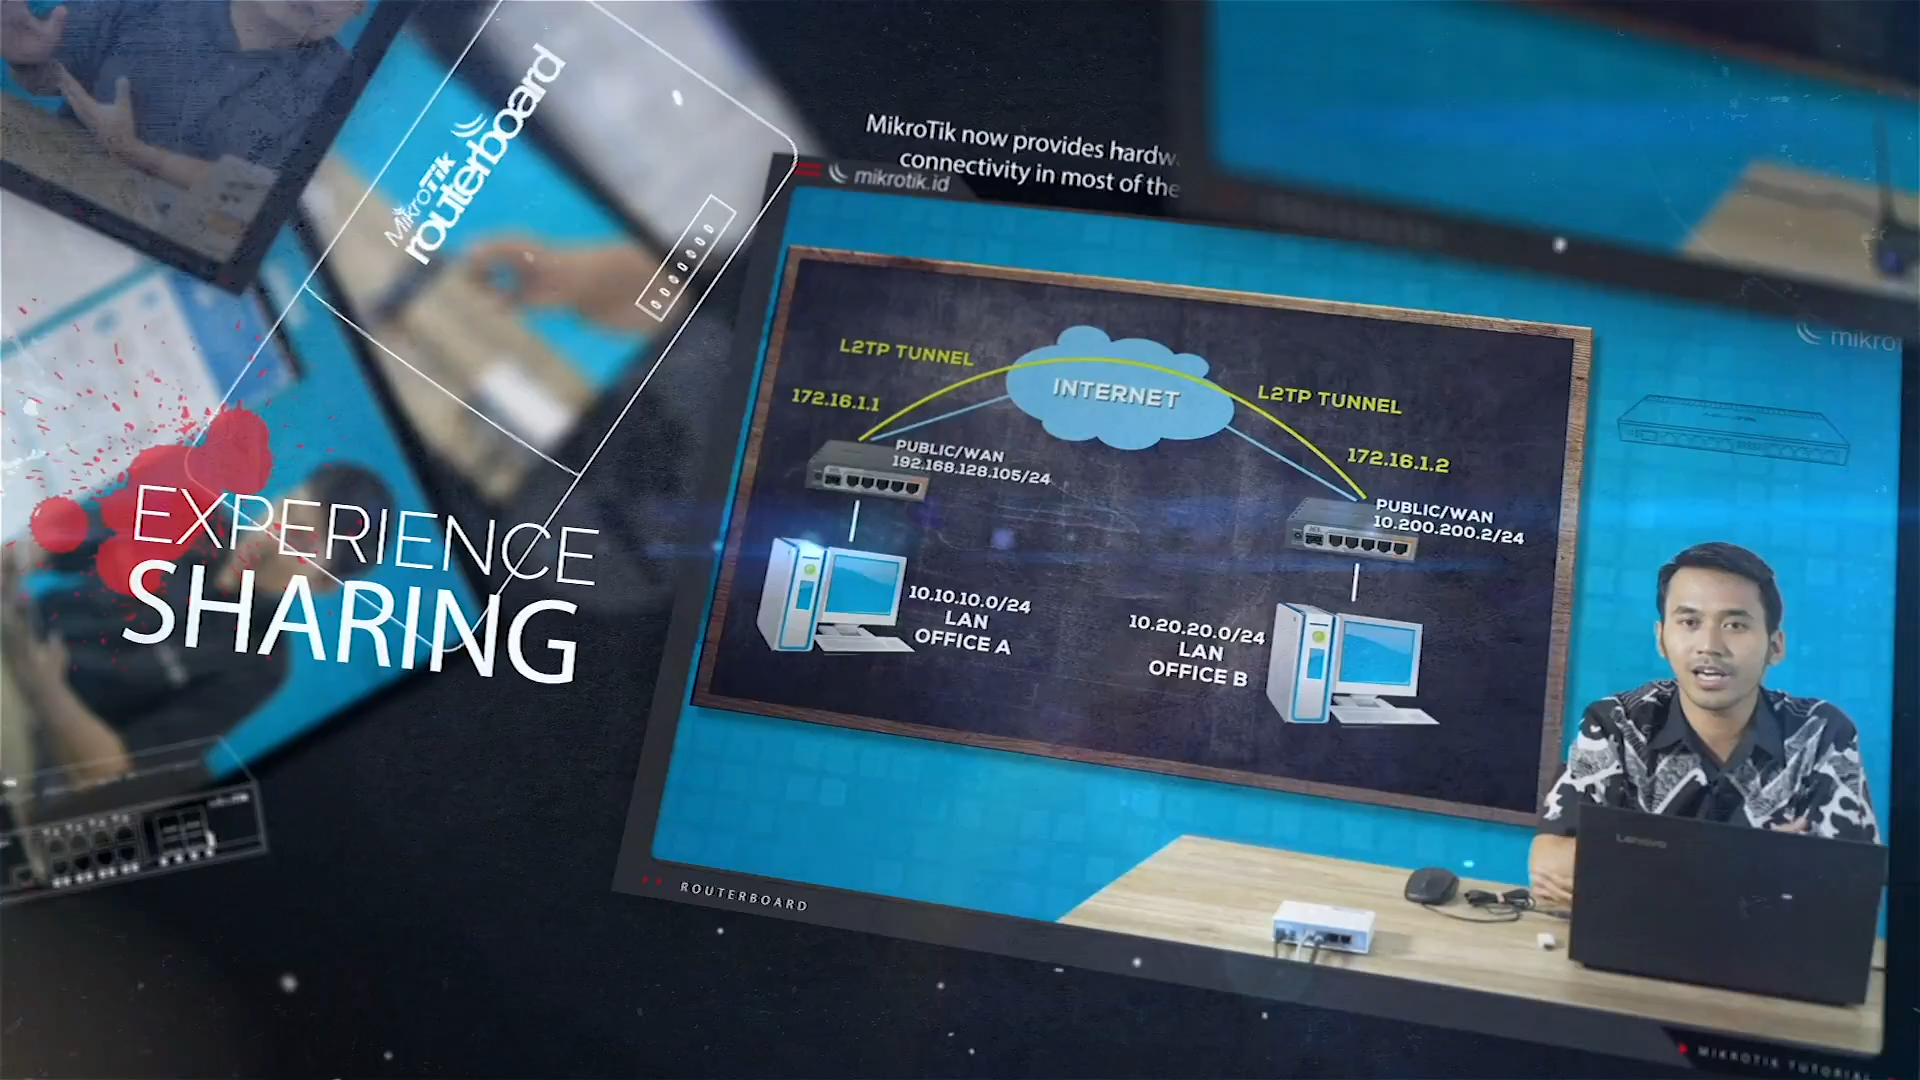 MikroTik
routerboard
EXPERIENCE
SHARING
MikroTik now provides hardw
connectivity in most of the
mikrotik.id
L2TP TUNNEL
INTERNET
L2TP TUNNEL
172.16.1.1
172.16.1.2
PUBLIC/WAN
192.168.128.105/24
PUBLIC/WAN
10.200.200.2/24
10.10.10.0/24
LAN
OFFICE A
10.20.20.0/24
LAN
OFFICE B
mikrot
Lenovo
ROUTERBOARD
MIKROTIK TUTORIAL